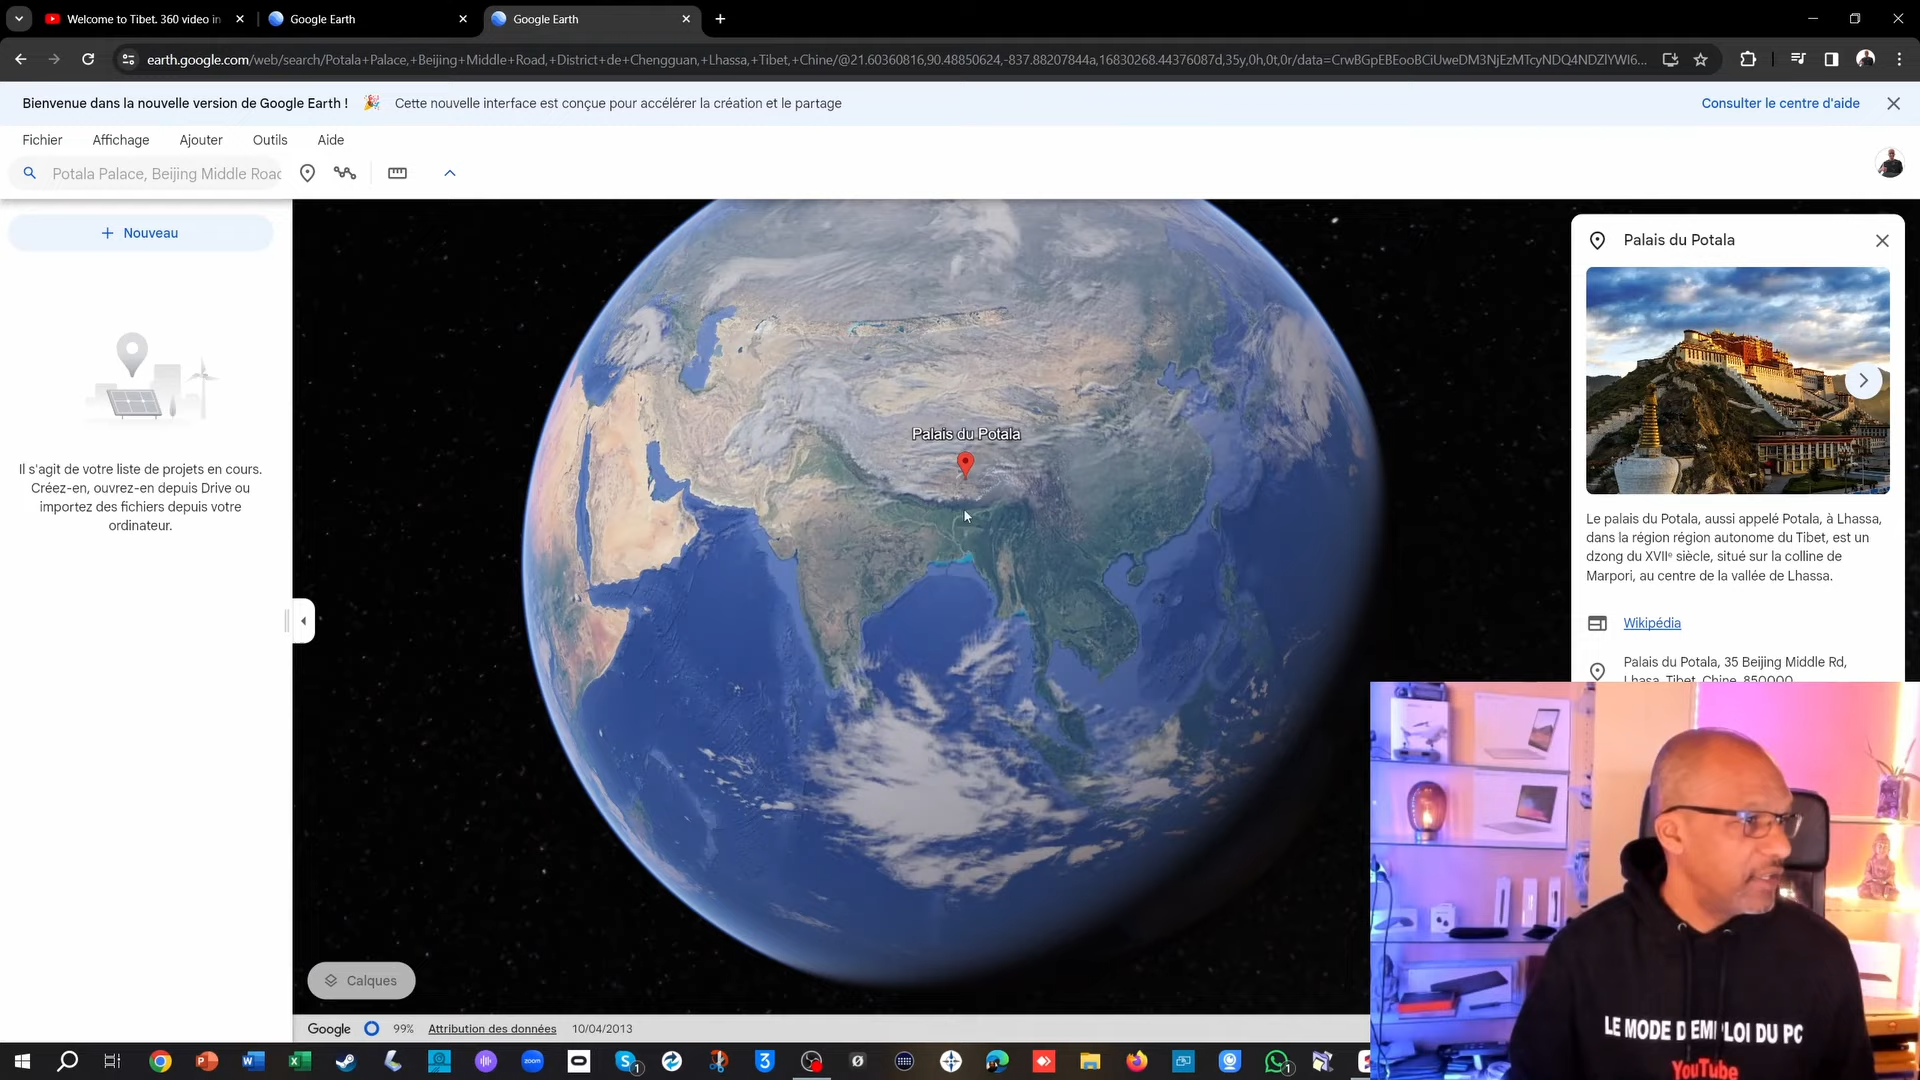 Welcome to Tibet. 360 video in
Google Earth
Google Earth
earth.google.com/web/search/Potala+Palace,+Beijing+Middle+Road,+District+de+Chengguan,+Lhassa,+Tibet,+Chine/@21.60360816,90.48850624,-837.88207844a,16830268.44376087d,35y,0h,0t,0r/data=CrwBGpEBEooBCiUweDM3NjEzMTcyNDQ4NDZlYWI6...
Bienvenue dans la nouvelle version de Google Earth ! Cette nouvelle interface est conçue pour accélérer la création et le partage
Consulter le centre d'aide
Fichier Affichage Ajouter Outils Aide
Potala Palace, Beijing Middle Road
Nouveau
Il s'agit de votre liste de projets en cours.
Créez-en, ouvrez-en depuis Drive ou
importez des fichiers depuis votre
ordinateur.
Palais du Potala
Palais du Potala
Le palais du Potala, aussi appelé Potala, à Lhassa,
dans la région région autonome du Tibet, est un
dzong du XVIIᵉ siècle, situé sur la colline de
Marpori, au centre de la vallée de Lhassa.
Wikipédia
Palais du Potala, 35 Beijing Middle Rd,
Lhasa, Tibet, Chine, 850000
Calques
Google 99% Attribution des données 10/04/2013
LE MODE D EMPLOI DU PC
YouTube
zoom